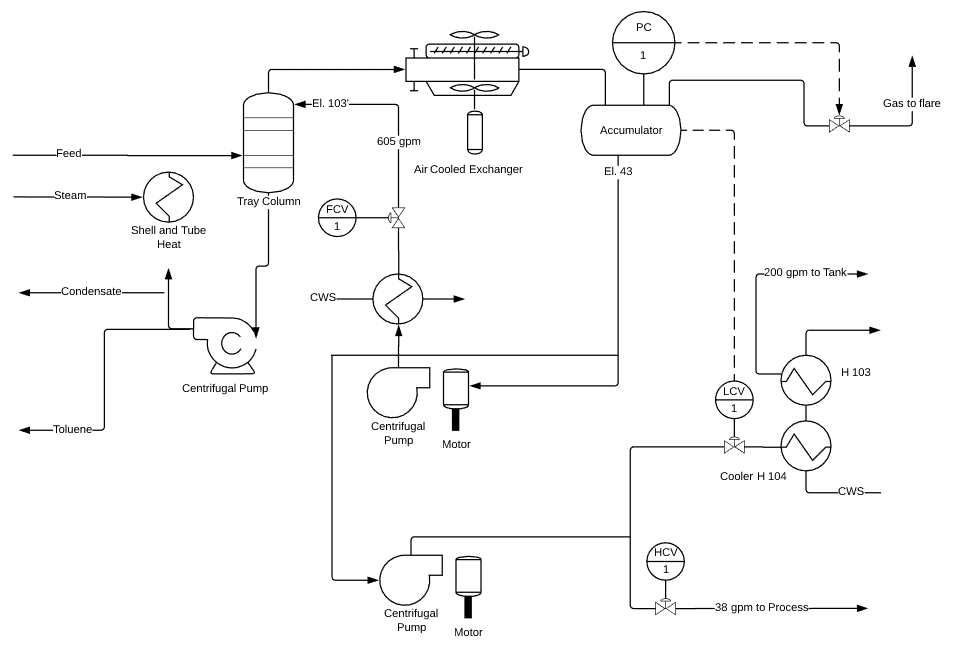 PC
1
El. 103'
Gas to flare
605 gpm
Accumulator
Feed
Air Cooled Exchanger
El. 43
Steam
Tray Column
FCV
1
Shell and Tube
Heat
200 gpm to Tank
Condensate
CWS
H 103
Centrifugal Pump
LCV
1
Toluene
Centrifugal
Pump
Motor
Cooler H 104
CWS
HCV
1
38 gpm to Process
Centrifugal
Pump
Motor